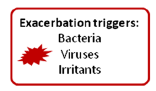 Exacerbation triggers:
Bacteria
Viruses
Irritants